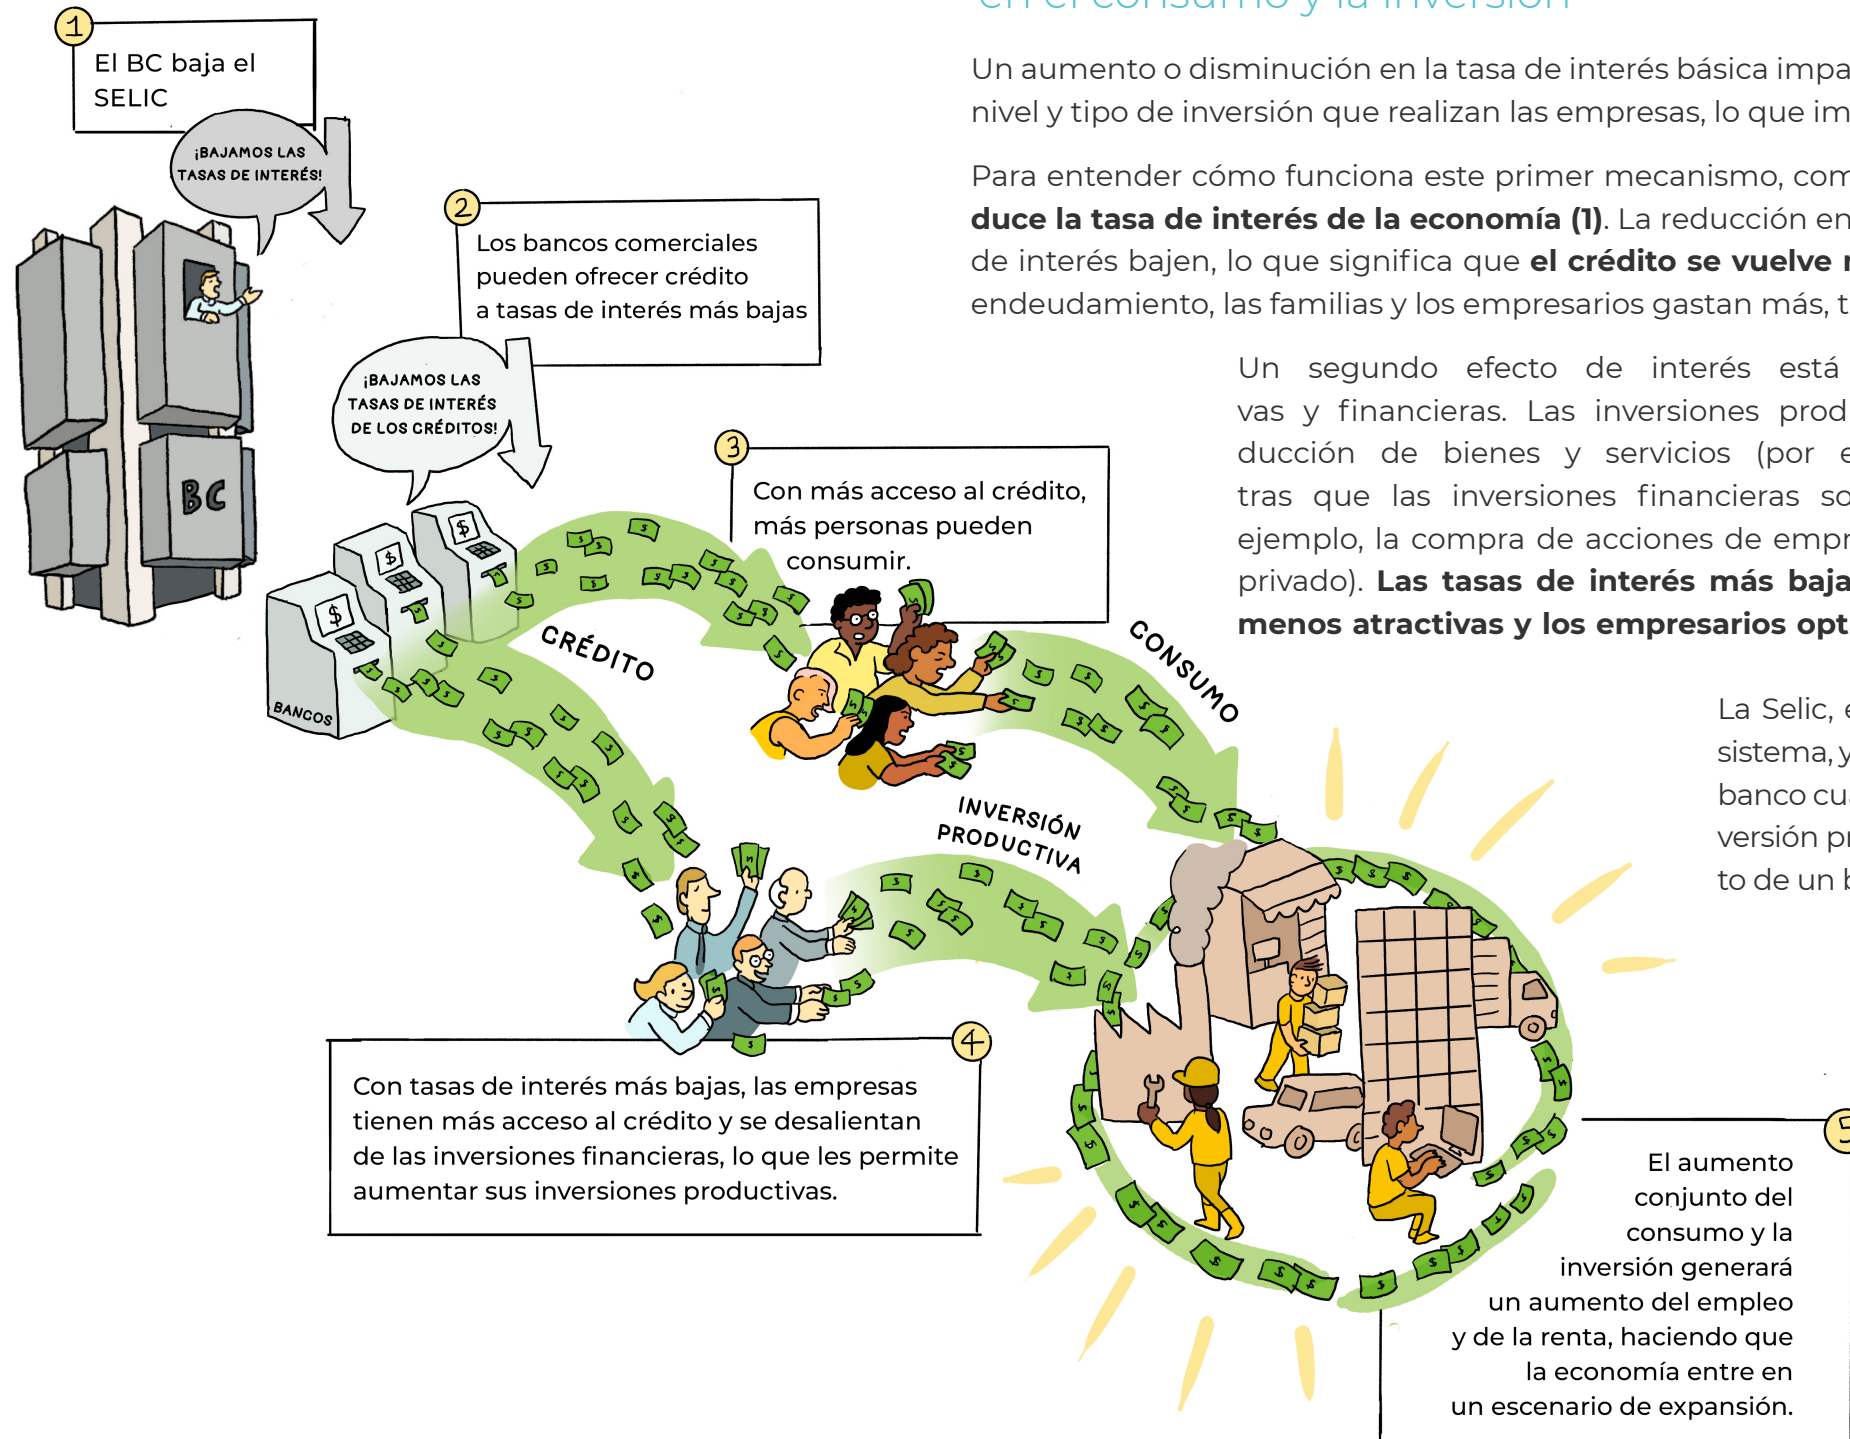 en el consumo y la inversión
Un aumento o disminución en la tasa de interés básica
nivel y tipo de inversión que realizan las empresas, lo que
Para entender cómo funciona este primer mecanismo,
duce la tasa de interés de la economía (1). La reducción en
de interés bajen, lo que significa que el crédito se vuelve
endeudamiento, las familias y los empresarios gastan más,
Un segundo efecto de interés está
vas y financieras. Las inversiones
ducción de bienes y servicios (por
tras que las inversiones financieras
ejemplo, la compra de acciones de
privado). Las tasas de interés más
menos atractivas y los empresarios
La Selic,
sistema, y
banco
versión
to de un
1
El BC baja el
SELIC
¡BAJAMOS LAS
TASAS DE INTERÉS!
BC
2
Los bancos comerciales
pueden ofrecer crédito
a tasas de interés más bajas
¡BAJAMOS LAS
TASAS DE INTERÉS
DE LOS CRÉDITOS!
$
$
$
BANCOS
CRÉDITO
3
Con más acceso al crédito,
más personas pueden
consumir.
CONSUMO
INVERSIÓN
PRODUCTIVA
4
Con tasas de interés más bajas, las empresas
tienen más acceso al crédito y se desalientan
de las inversiones financieras, lo que les permite
aumentar sus inversiones productivas.
5
El aumento
conjunto del
consumo y la
inversión generará
un aumento del empleo
y de la renta, haciendo que
la economía entre en
un escenario de expansión.